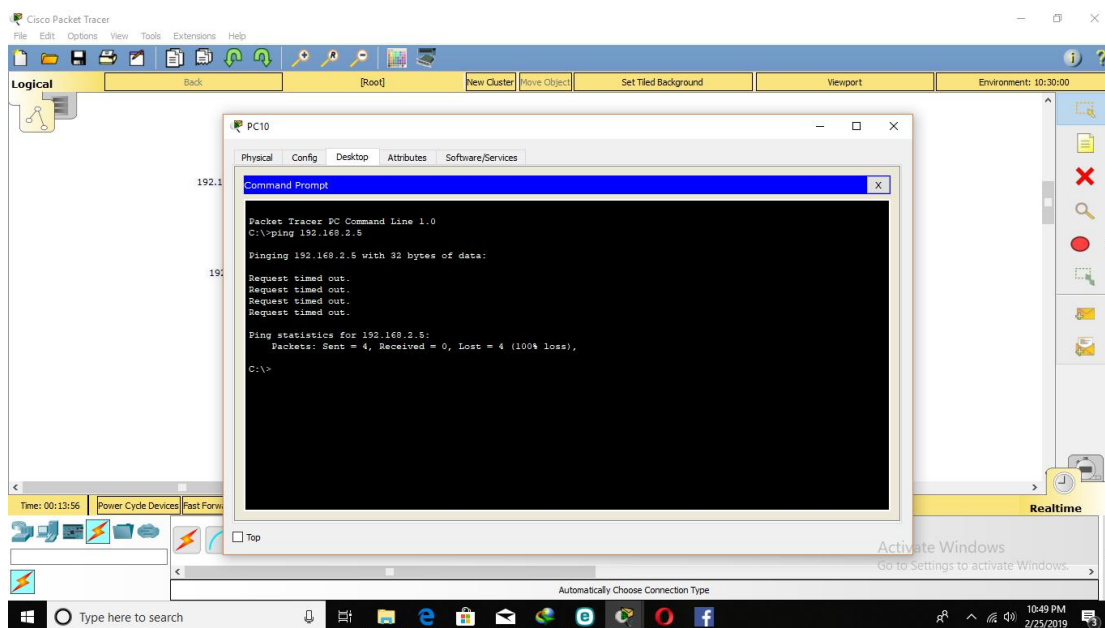 Cisco Packet Tracer
File Edit Options View Tools Extensions Help
Logical Back [Root] New Cluster Move Object Set Tiled Background Viewport Environment: 10:30:00
PC10
Physical Config Desktop Attributes Software/Services
192.1
Command Prompt X
Packet Tracer PC Command Line 1.0
C:\>ping 192.168.2.5
Pinging 192.168.2.5 with 32 bytes of data:
192
Request timed out.
Request timed out.
Request timed out.
Request timed out.
Ping statistics for 192.168.2.5:
Packets: Sent = 4, Received = 0, Lost = 4 (100% loss),
C:\>
Time: 00:13:56 Power Cycle Devices Fast Forw
Realtime
Top
Activate Windows
Go to Settings to activate Windows.
Automatically Choose Connection Type
Type here to search
10:49 PM
2/25/2019
3